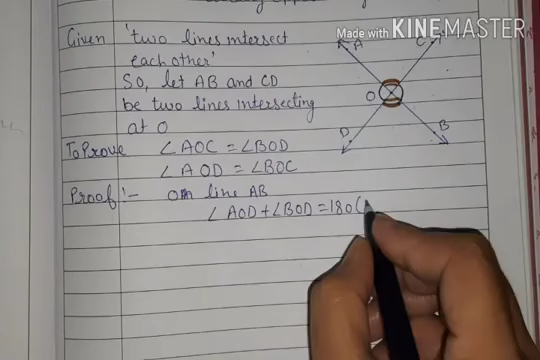 Made with KINEMASTER
Given 'two lines intersect
each other'
So, let AB and CD
be two lines intersecting
at O
A
C
O
D
B
To Prove ∠AOC = ∠BOD
∠AOD = ∠BOC
Proof :- On line AB
∠AOD + ∠BOD = 180(